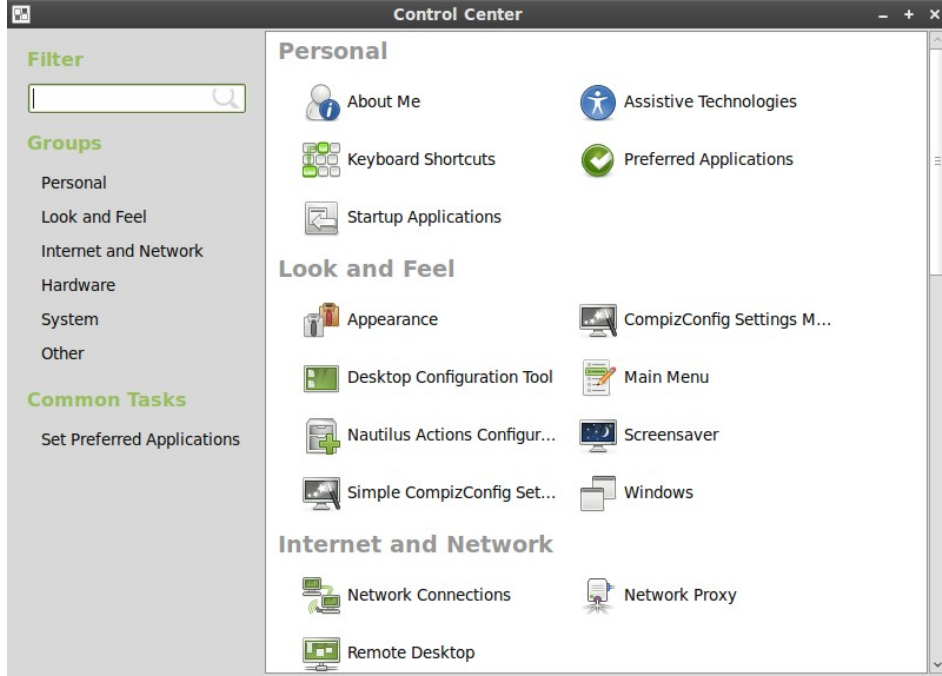 Control Center
Filter
Groups
Personal
Look and Feel
Internet and Network
Hardware
System
Other
Common Tasks
Set Preferred Applications
Personal
About Me
Assistive Technologies
Keyboard Shortcuts
Preferred Applications
Startup Applications
Look and Feel
Appearance
CompizConfig Settings M...
Desktop Configuration Tool
Main Menu
Nautilus Actions Configur...
Screensaver
Simple CompizConfig Set...
Windows
Internet and Network
Network Connections
Network Proxy
Remote Desktop